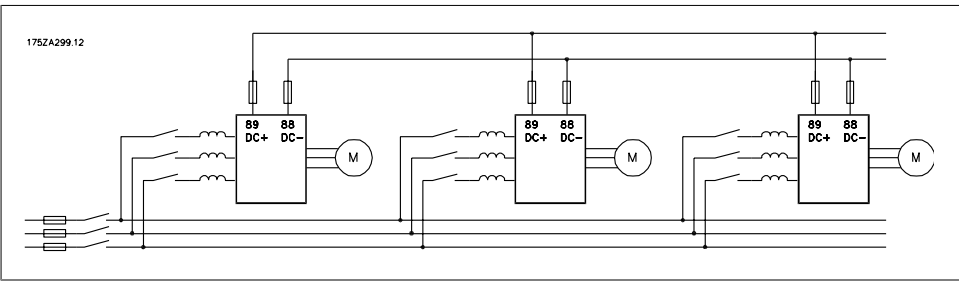 175ZA299.12
89 88
DC+ DC-
M
89 88
DC+ DC-
M
89 88
DC+ DC-
M